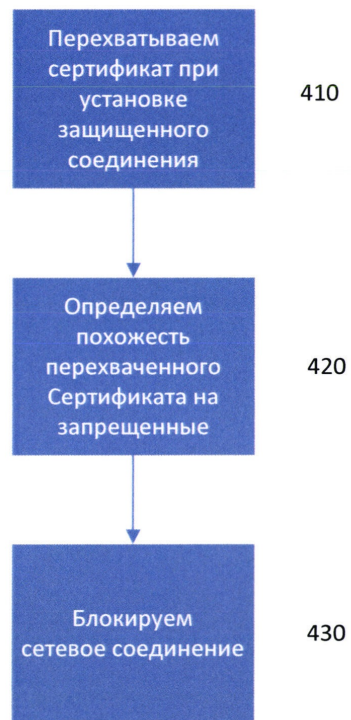 Перехватываем
сертификат при
установке
защищенного
соединения
410
Определяем
похожесть
перехваченного
Сертификата на
запрещенные
420
Блокируем
сетевое соединение
430